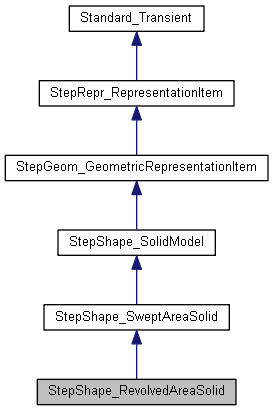 Standard_Transient
StepRepr_RepresentationItem
StepGeom_GeometricRepresentationItem
StepShape_SolidModel
StepShape_SweptAreaSolid
StepShape_RevolvedAreaSolid